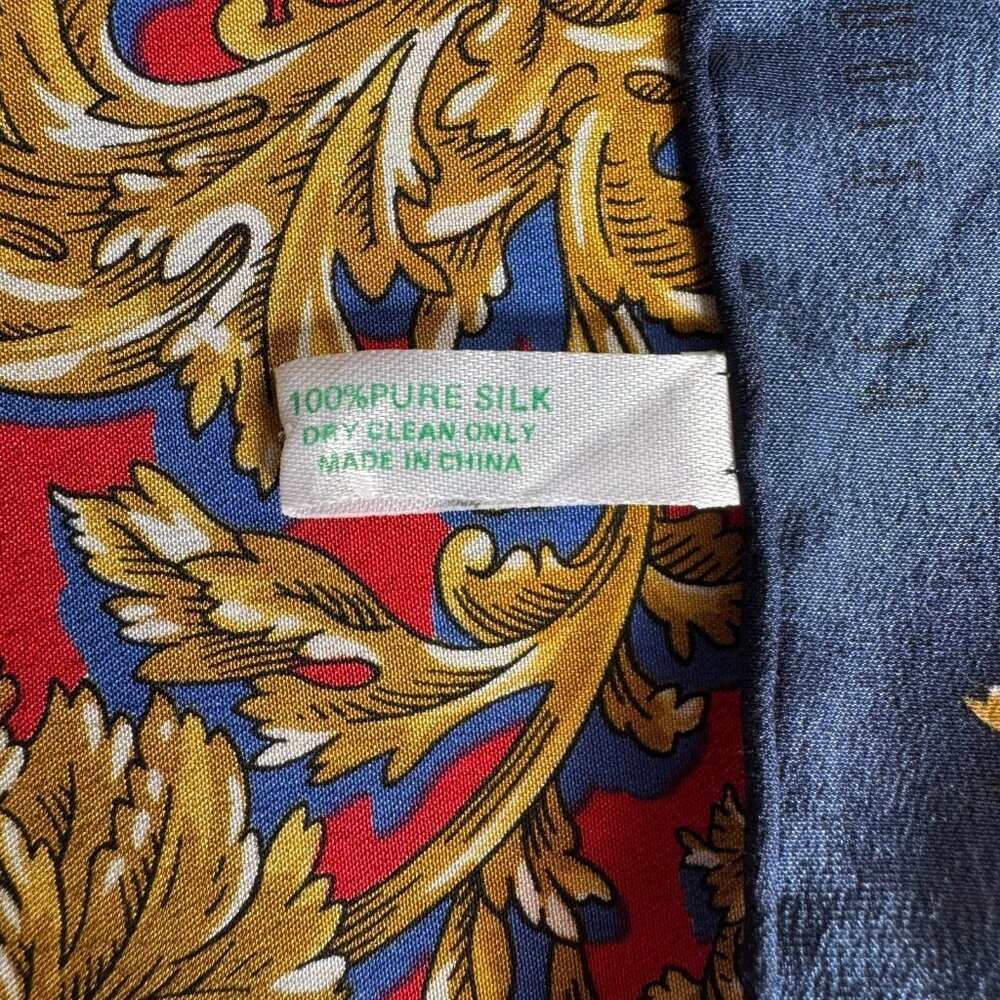 100%PURE SILK
DRY CLEAN ONLY
MADE IN CHINA